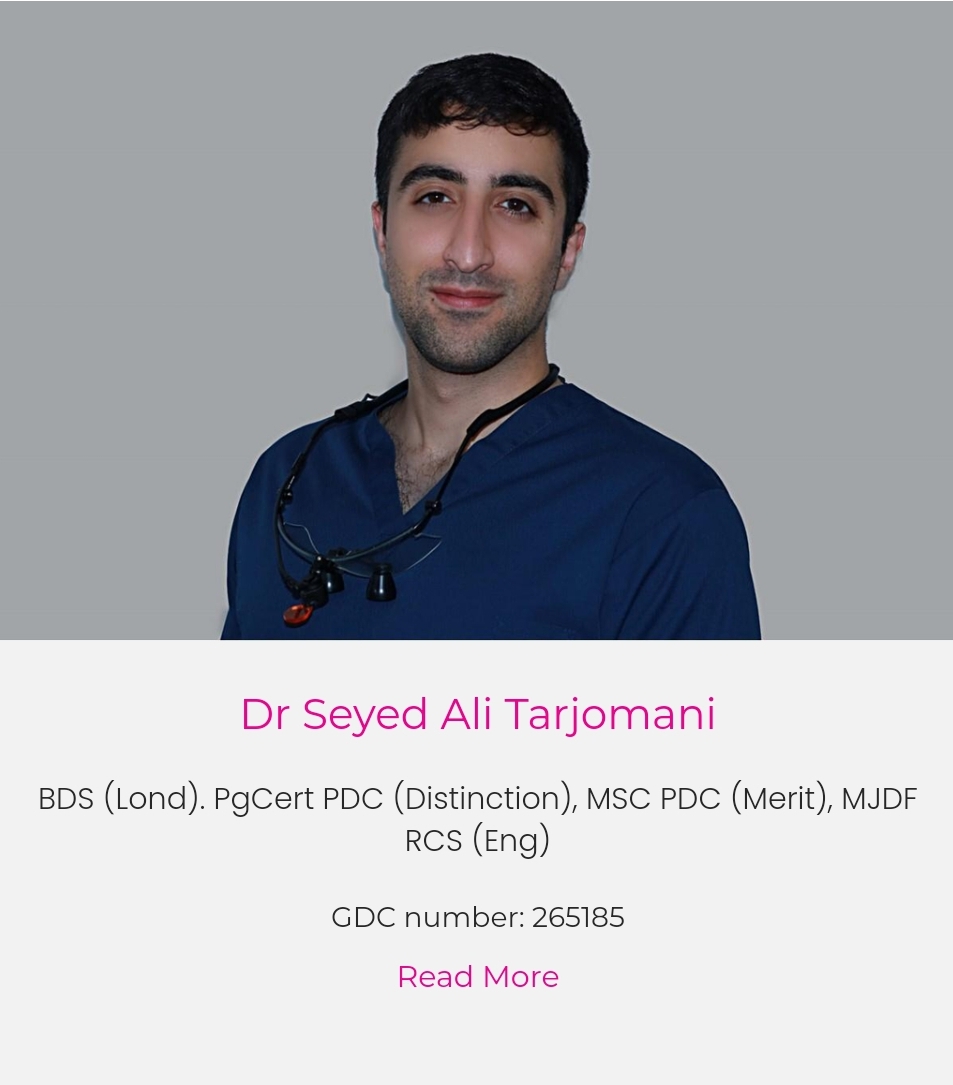 Dr Seyed Ali Tarjomani
BDS (Lond). PgCert PDC (Distinction), MSC PDC (Merit), MJDF
RCS (Eng)
GDC number: 265185
Read More